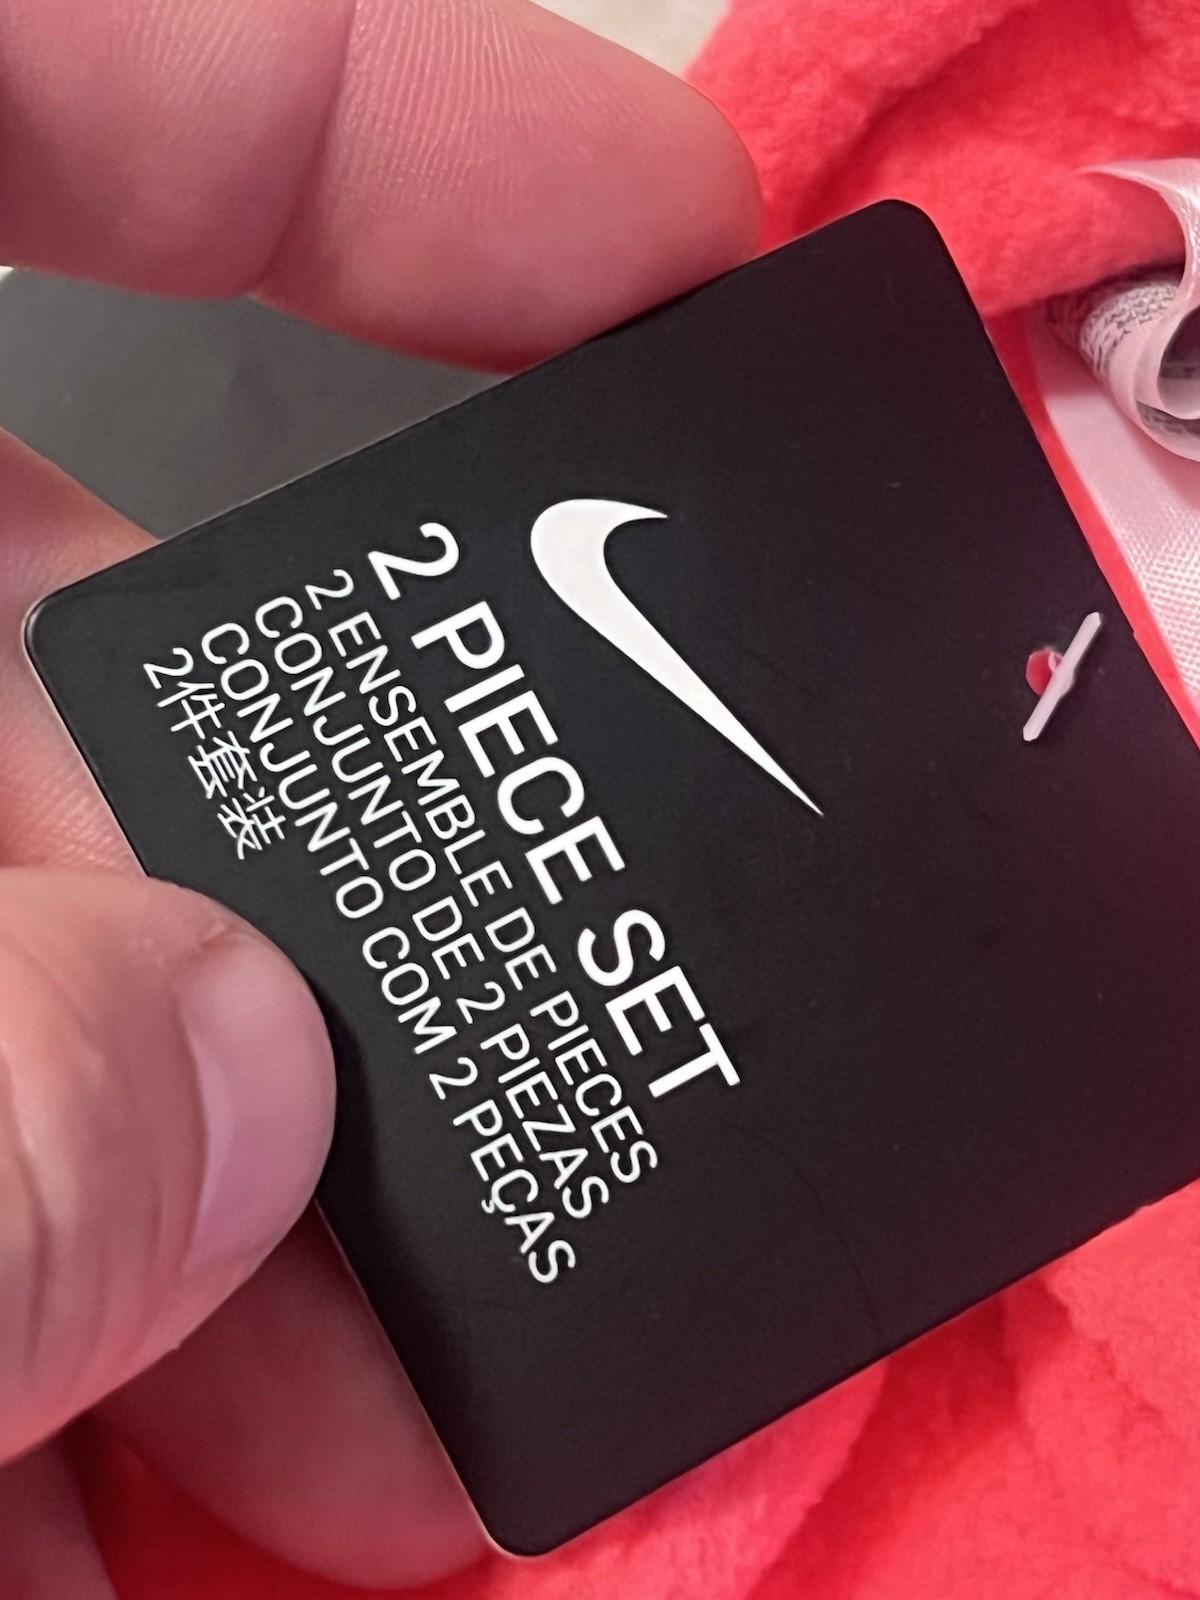 2 PIECE SET
2 ENSEMBLE DE PIECES
CONJUNTO DE 2 PIEZAS
CONJUNTO COM 2 PEÇAS
2件套装